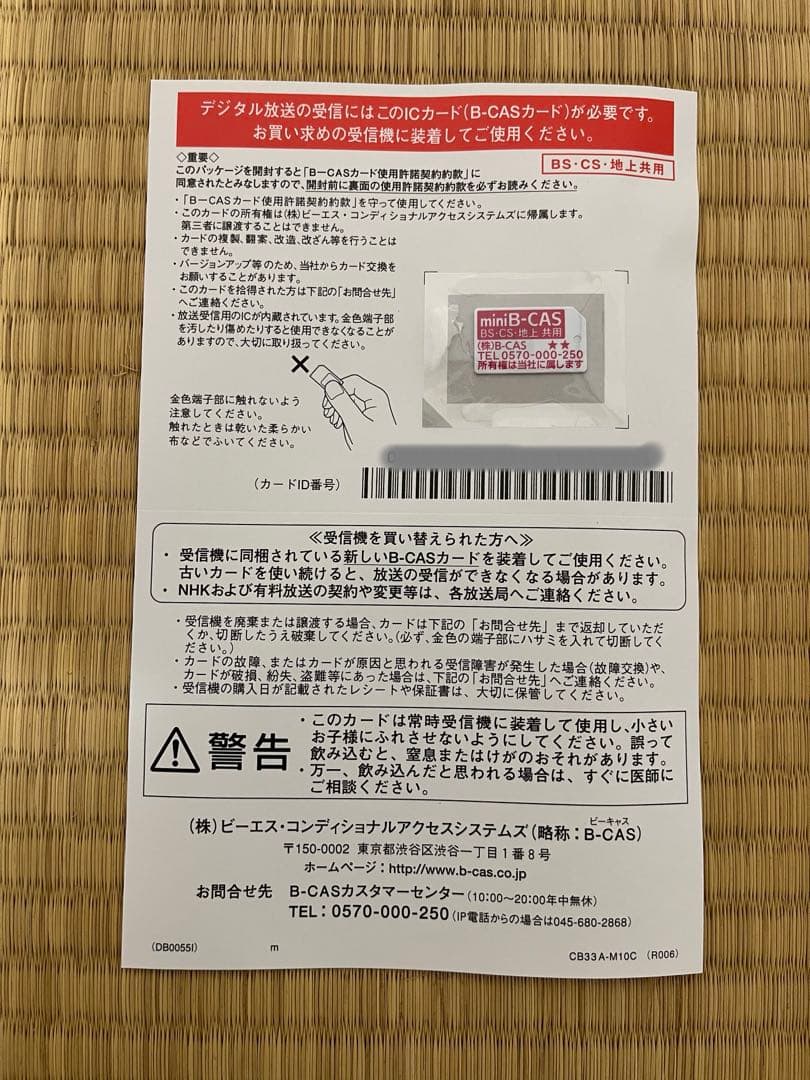 デジタル放送の受信にはこのICカード(B-CASカード)が必要です。
お買い求めの受信機に装着してご使用ください。
◇重要◇
BS・CS・地上共用
このパッケージを開封すると「B-CASカード使用許諾契約約款」に
同意されたとみなしますので、開封前に裏面の使用許諾契約約款を必ずお読みください。
・「B-CASカード使用許諾契約約款」を守って使用してください。
・このカードの所有権は(株)ビーエス・コンディショナルアクセスシステムズに帰属します。
第三者に譲渡することはできません。
・カードの複製、翻案、改造、改ざん等を行うことは
できません。
・バージョンアップ等のため、当社からカード交換を
お願いすることがあります。
・このカードを拾得された方は下記の「お問合せ先」
へご連絡ください。
・放送受信用のICが内蔵されています。金色端子部
を汚したり傷めたりすると使用できなくなることが
ありますので、大切に取り扱ってください。
miniB-CAS
BS・CS・地上 共用
(株)B-CAS ★★
TEL 0570-000-250
所有権は当社に属します
×
金色端子部に触れないよう
注意してください。
触れたときは乾いた柔らかい
布などでふいてください。
(カードID番号)
≪受信機を買い替えられた方へ≫
・ 受信機に同梱されている新しいB-CASカードを装着してご使用ください。
古いカードを使い続けると、放送の受信ができなくなる場合があります。
・ NHKおよび有料放送の契約や変更等は、各放送局へご連絡ください。
・受信機を廃棄または譲渡する場合、カードは下記の「お問合せ先」まで返却していただ
くか、切断したうえ破棄してください。(必ず、金色の端子部にハサミを入れて切断してく
ださい。)
・カードの故障、またはカードが原因と思われる受信障害が発生した場合(故障交換)や、
カードが破損、紛失、盗難等にあった場合は、下記の「お問合せ先」へご連絡ください。
・受信機の購入日が記載されたレシートや保証書は、大切に保管してください。
警告
・このカードは常時受信機に装着して使用し、小さい
お子様にふれさせないようにしてください。誤って
飲み込むと、窒息またはけがのおそれがあります。
・万一、飲み込んだと思われる場合は、すぐに医師に
ご相談ください。
(株)ビーエス・コンディショナルアクセスシステムズ(略称：B-CAS)
ビーキャス
〒150-0002 東京都渋谷区渋谷一丁目1番8号
ホームページ：http://www.b-cas.co.jp
お問合せ先 B-CASカスタマーセンター(10:00〜20:00年中無休)
TEL：0570-000-250(IP電話からの場合は045-680-2868)
(DB0055I) m CB33A-M10C (R006)